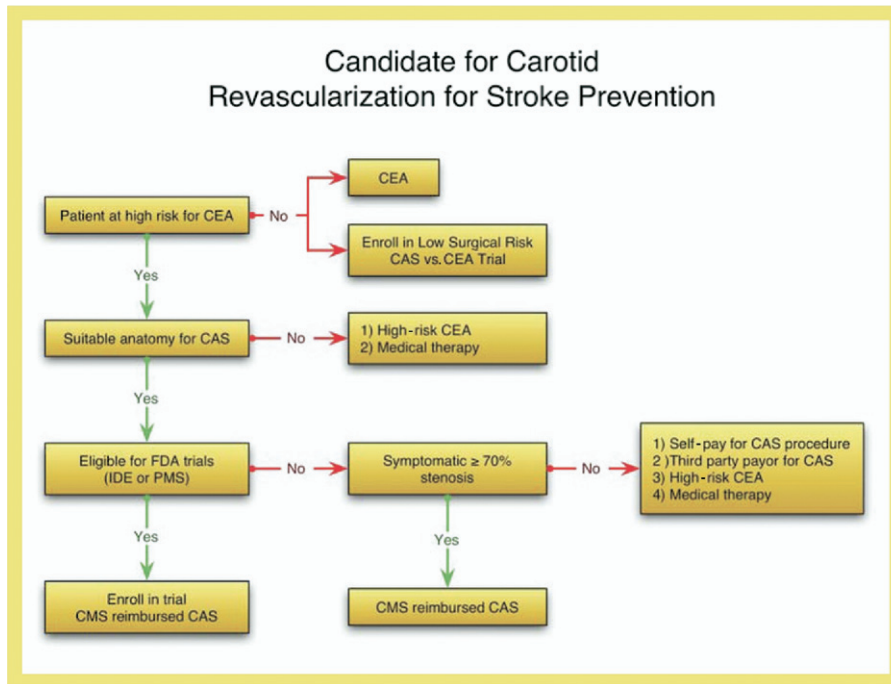 Candidate for Carotid
Revascularization for Stroke Prevention
CEA
Patient at high risk for CEA
No
Enroll in Low Surgical Risk
CAS vs. CEA Trial
Yes
Suitable anatomy for CAS
No
1) High-risk CEA
2) Medical therapy
Yes
Eligible for FDA trials
(IDE or PMS)
No
Symptomatic ≥ 70%
stenosis
No
1) Self-pay for CAS procedure
2 )Third party payor for CAS
3) High-risk CEA
4) Medical therapy
Yes
Yes
Enroll in trial
CMS reimbursed CAS
CMS reimbursed CAS